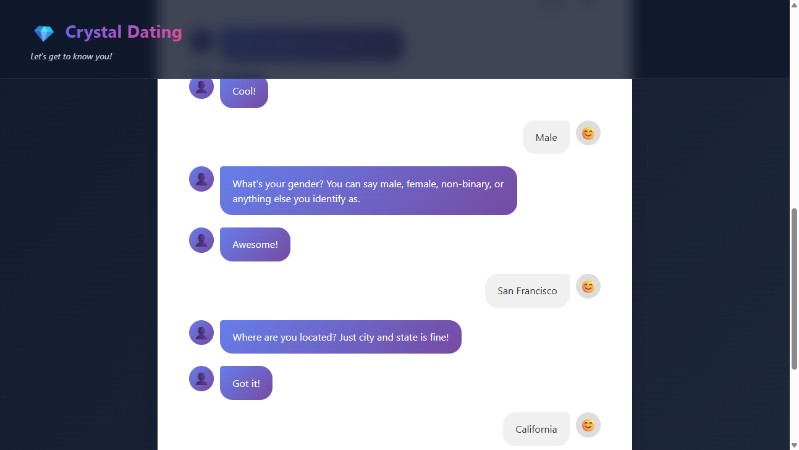 Crystal Dating
Let's get to know you!
Cool!
Male
What's your gender? You can say male, female, non-binary, or
anything else you identify as.
Awesome!
San Francisco
Where are you located? Just city and state is fine!
Got it!
California